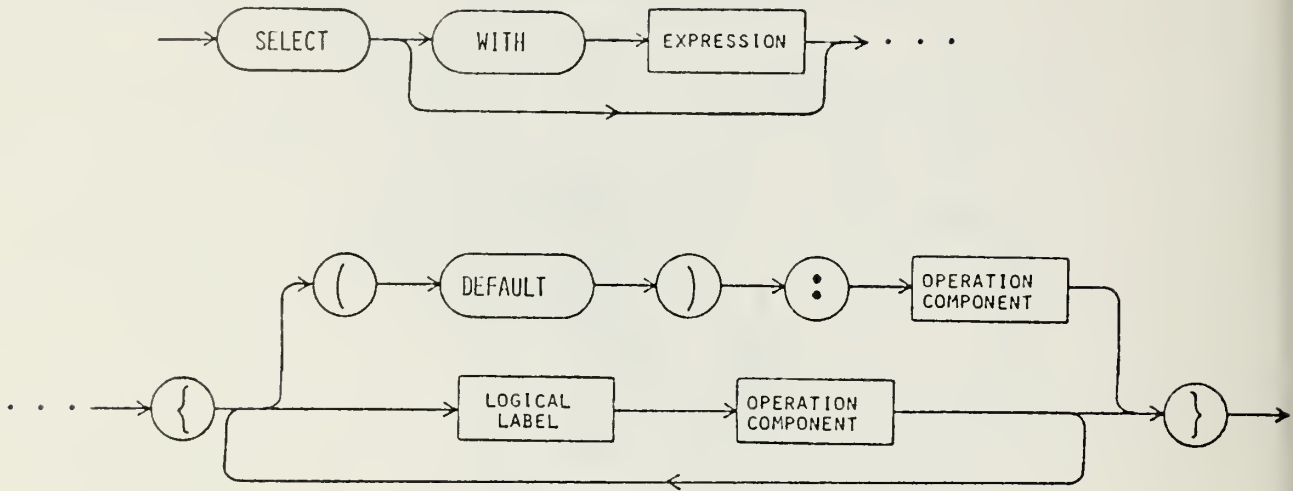 SELECT WITH EXPRESSION . . .
( DEFAULT ) : OPERATION COMPONENT
. . . { LOGICAL LABEL OPERATION COMPONENT }